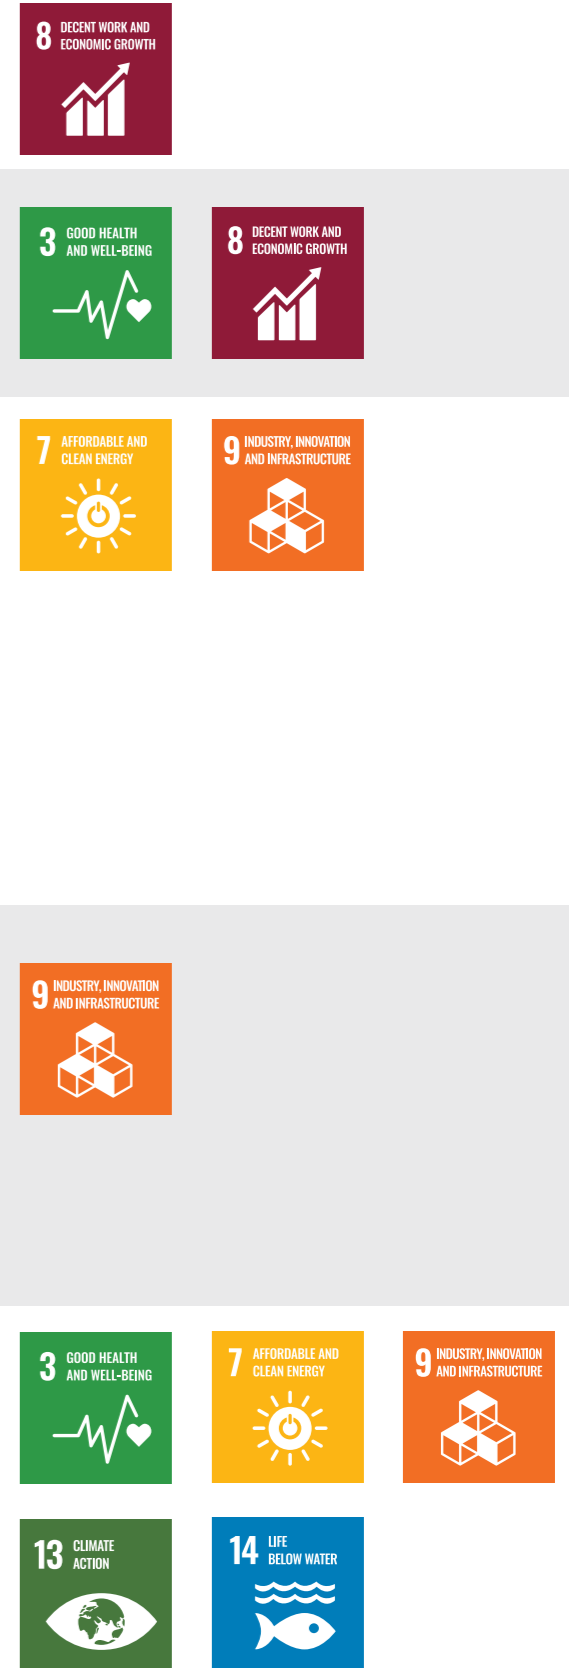 8 DECENT WORK AND
ECONOMIC GROWTH
3 GOOD HEALTH
AND WELL-BEING
8 DECENT WORK AND
ECONOMIC GROWTH
7 AFFORDABLE AND
CLEAN ENERGY
9 INDUSTRY, INNOVATION
AND INFRASTRUCTURE
9 INDUSTRY, INNOVATION
AND INFRASTRUCTURE
3 GOOD HEALTH
AND WELL-BEING
7 AFFORDABLE AND
CLEAN ENERGY
9 INDUSTRY, INNOVATION
AND INFRASTRUCTURE
13 CLIMATE
ACTION
14 LIFE
BELOW WATER